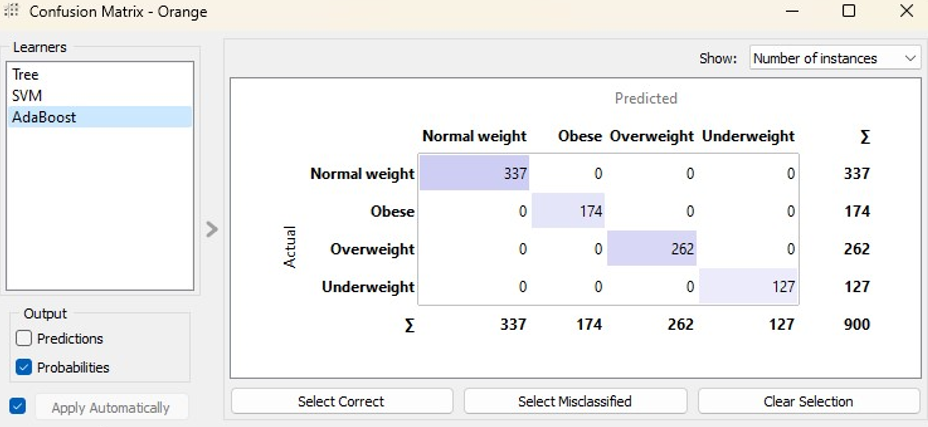 Confusion Matrix - Orange
Learners
Tree
SVM
AdaBoost
Output
Predictions
Probabilities
Apply Automatically
Show: Number of instances
Predicted
Normal weight Obese Overweight Underweight Σ
Actual
Normal weight 337 0 0 0 337
Obese 0 174 0 0 174
Overweight 0 0 262 0 262
Underweight 0 0 0 127 127
Σ 337 174 262 127 900
Select Correct Select Misclassified Clear Selection